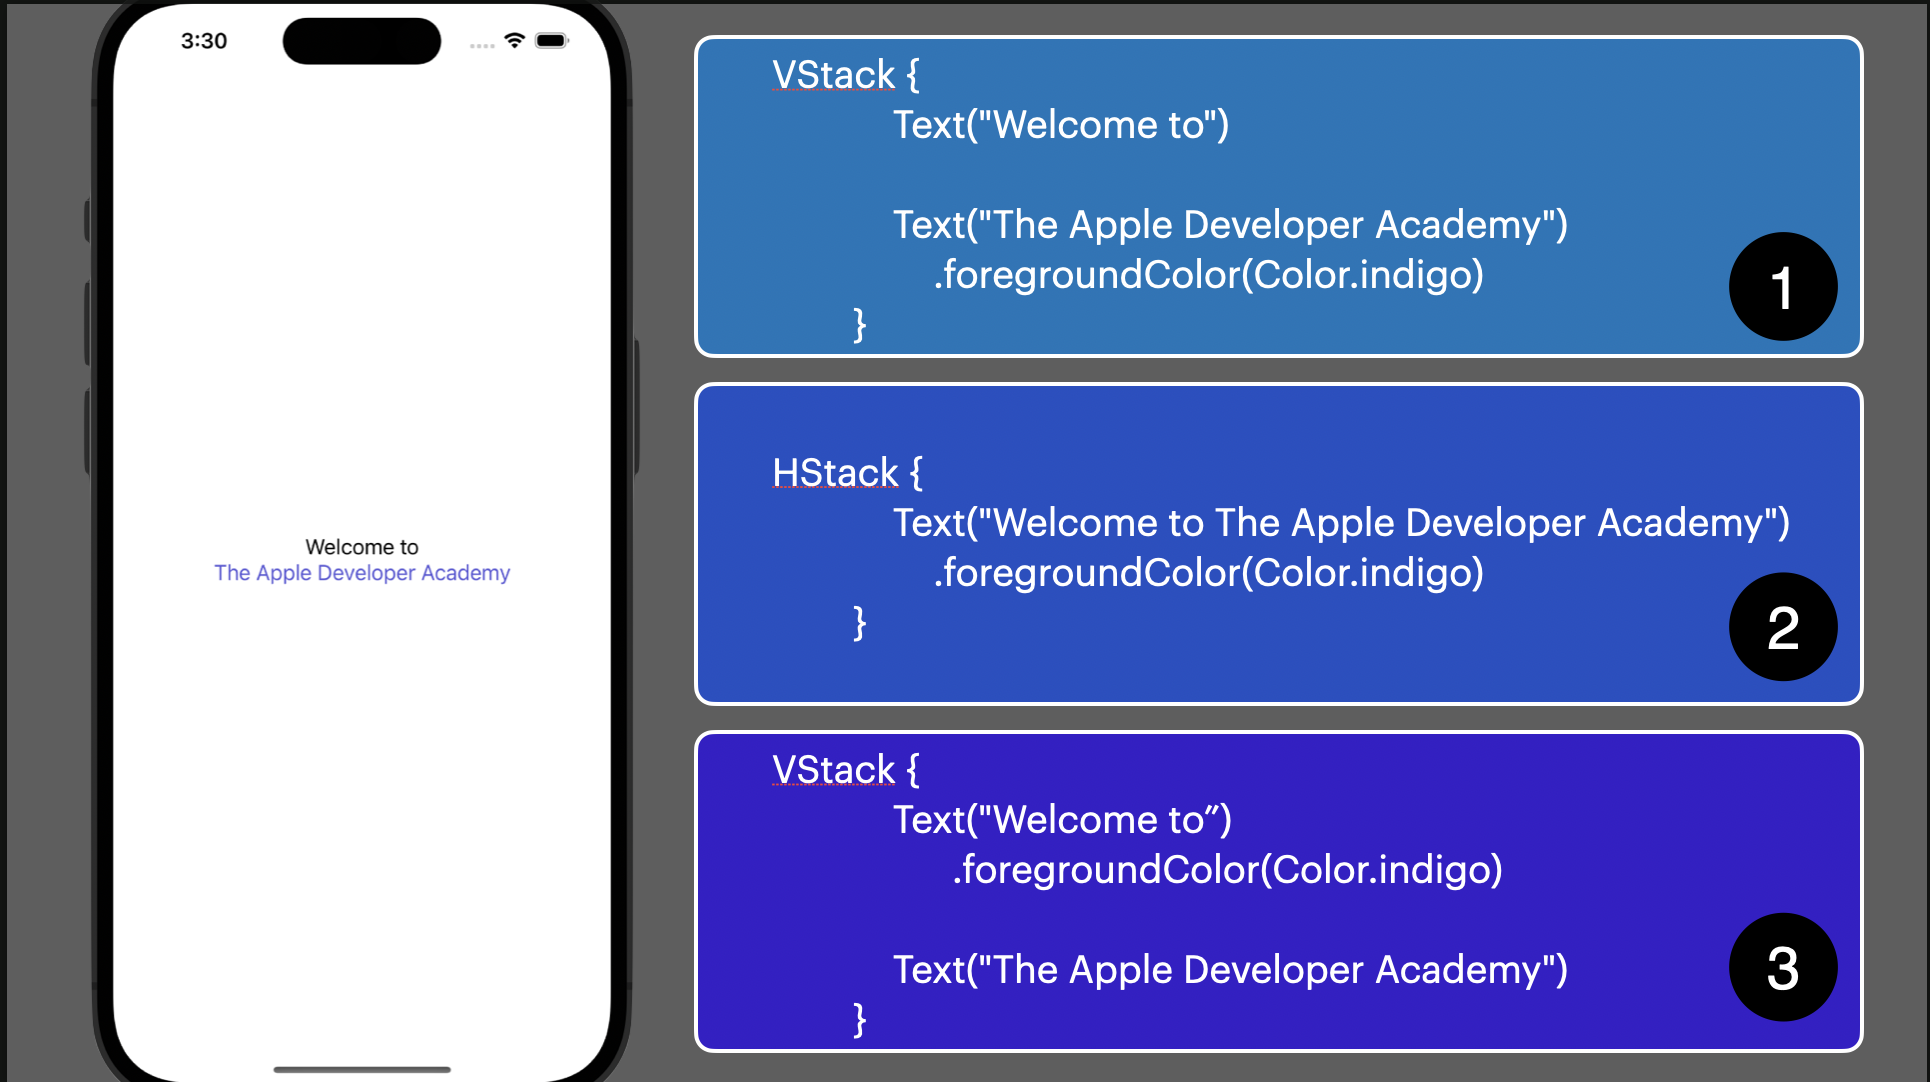 3:30
Welcome to
The Apple Developer Academy
VStack {
Text("Welcome to")
Text("The Apple Developer Academy")
.foregroundColor(Color.indigo)
}
1
HStack {
Text("Welcome to The Apple Developer Academy")
.foregroundColor(Color.indigo)
}
2
VStack {
Text("Welcome to”)
.foregroundColor(Color.indigo)
Text("The Apple Developer Academy")
}
3